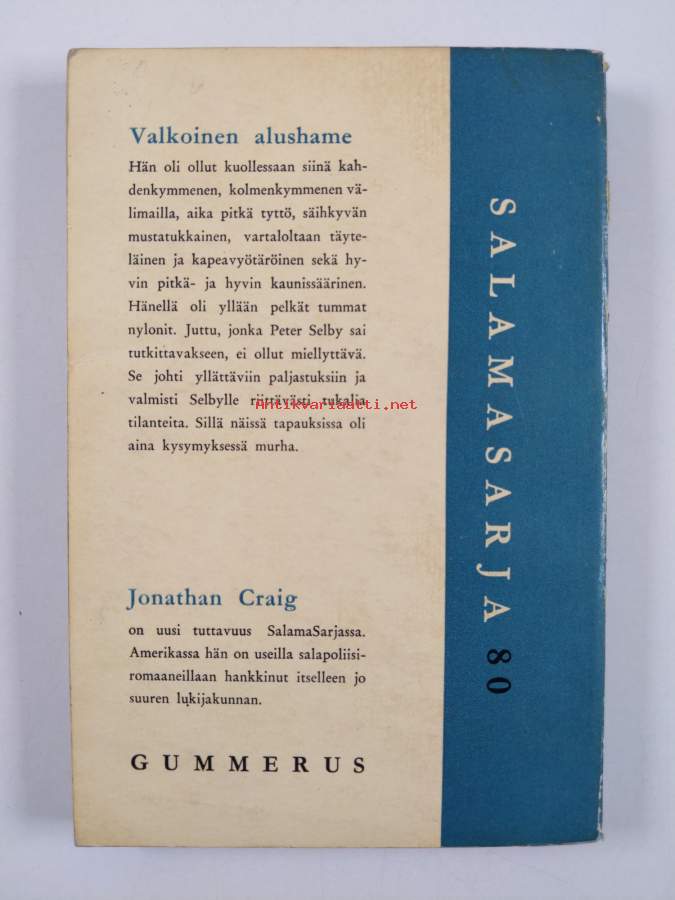 Valkoinen alushame
Hän oli ollut kuollessaan siinä kah-
denkymmenen, kolmenkymmenen vä-
limailla, aika pitkä tyttö, säihkyvän
mustatukkainen, vartaloltaan täyte-
läinen ja kapeavyötäröinen sekä hy-
vin pitkä- ja hyvin kaunissäärinen.
Hänellä oli yllään pelkät tummat
nylonit. Juttu, jonka Peter Selby sai
tutkittavakseen, ei ollut miellyttävä.
Se johti yllättäviin paljastuksiin ja
valmisti Selbylle riittävästi tukalia
tilanteita. Sillä näissä tapauksissa oli
aina kysymyksessä murha.
Antikvariaatti.net
Jonathan Craig
on uusi tuttavuus SalamaSarjassa.
Amerikassa hän on useilla salapoliisi-
romaaneillaan hankkinut itselleen jo
suuren lukijakunnan.
GUMMERUS
SALAMASARJA 80